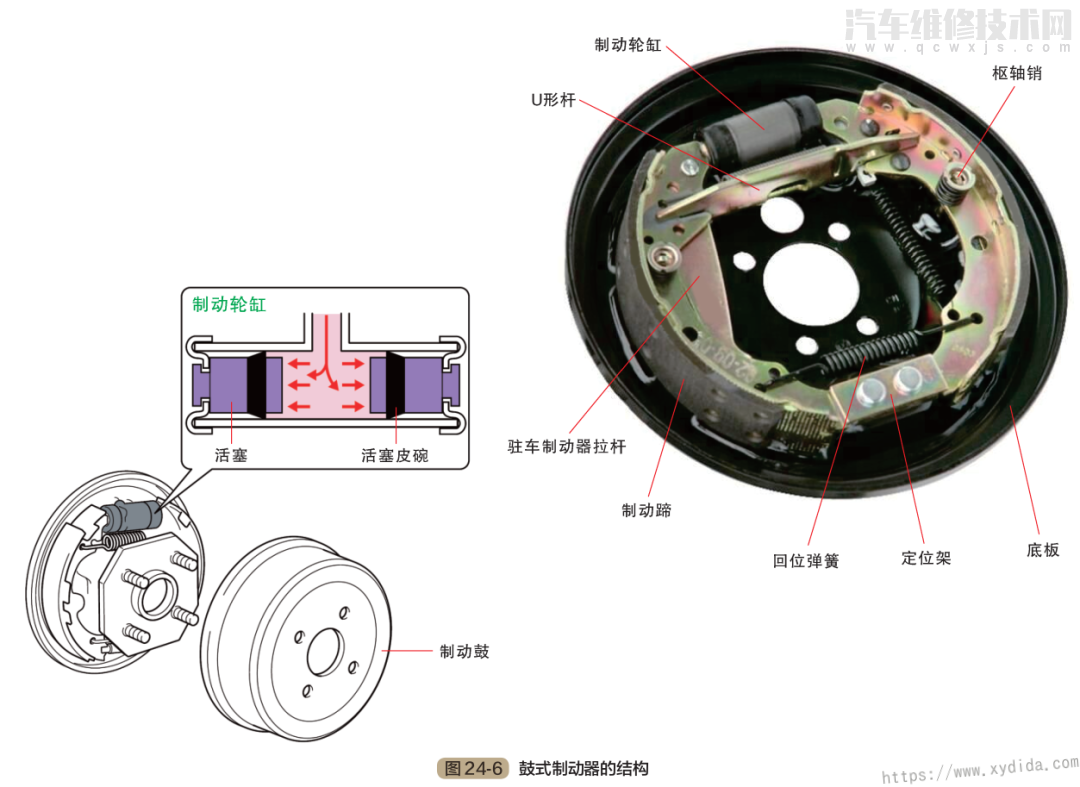 汽车维修技术网
www.qcwxjs.com
制动轮缸
枢轴销
U形杆
制动轮缸
活塞
活塞皮碗
驻车制动器拉杆
制动蹄
回位弹簧
定位架
底板
制动鼓
图24-6 鼓式制动器的结构
https://www.xydida.com